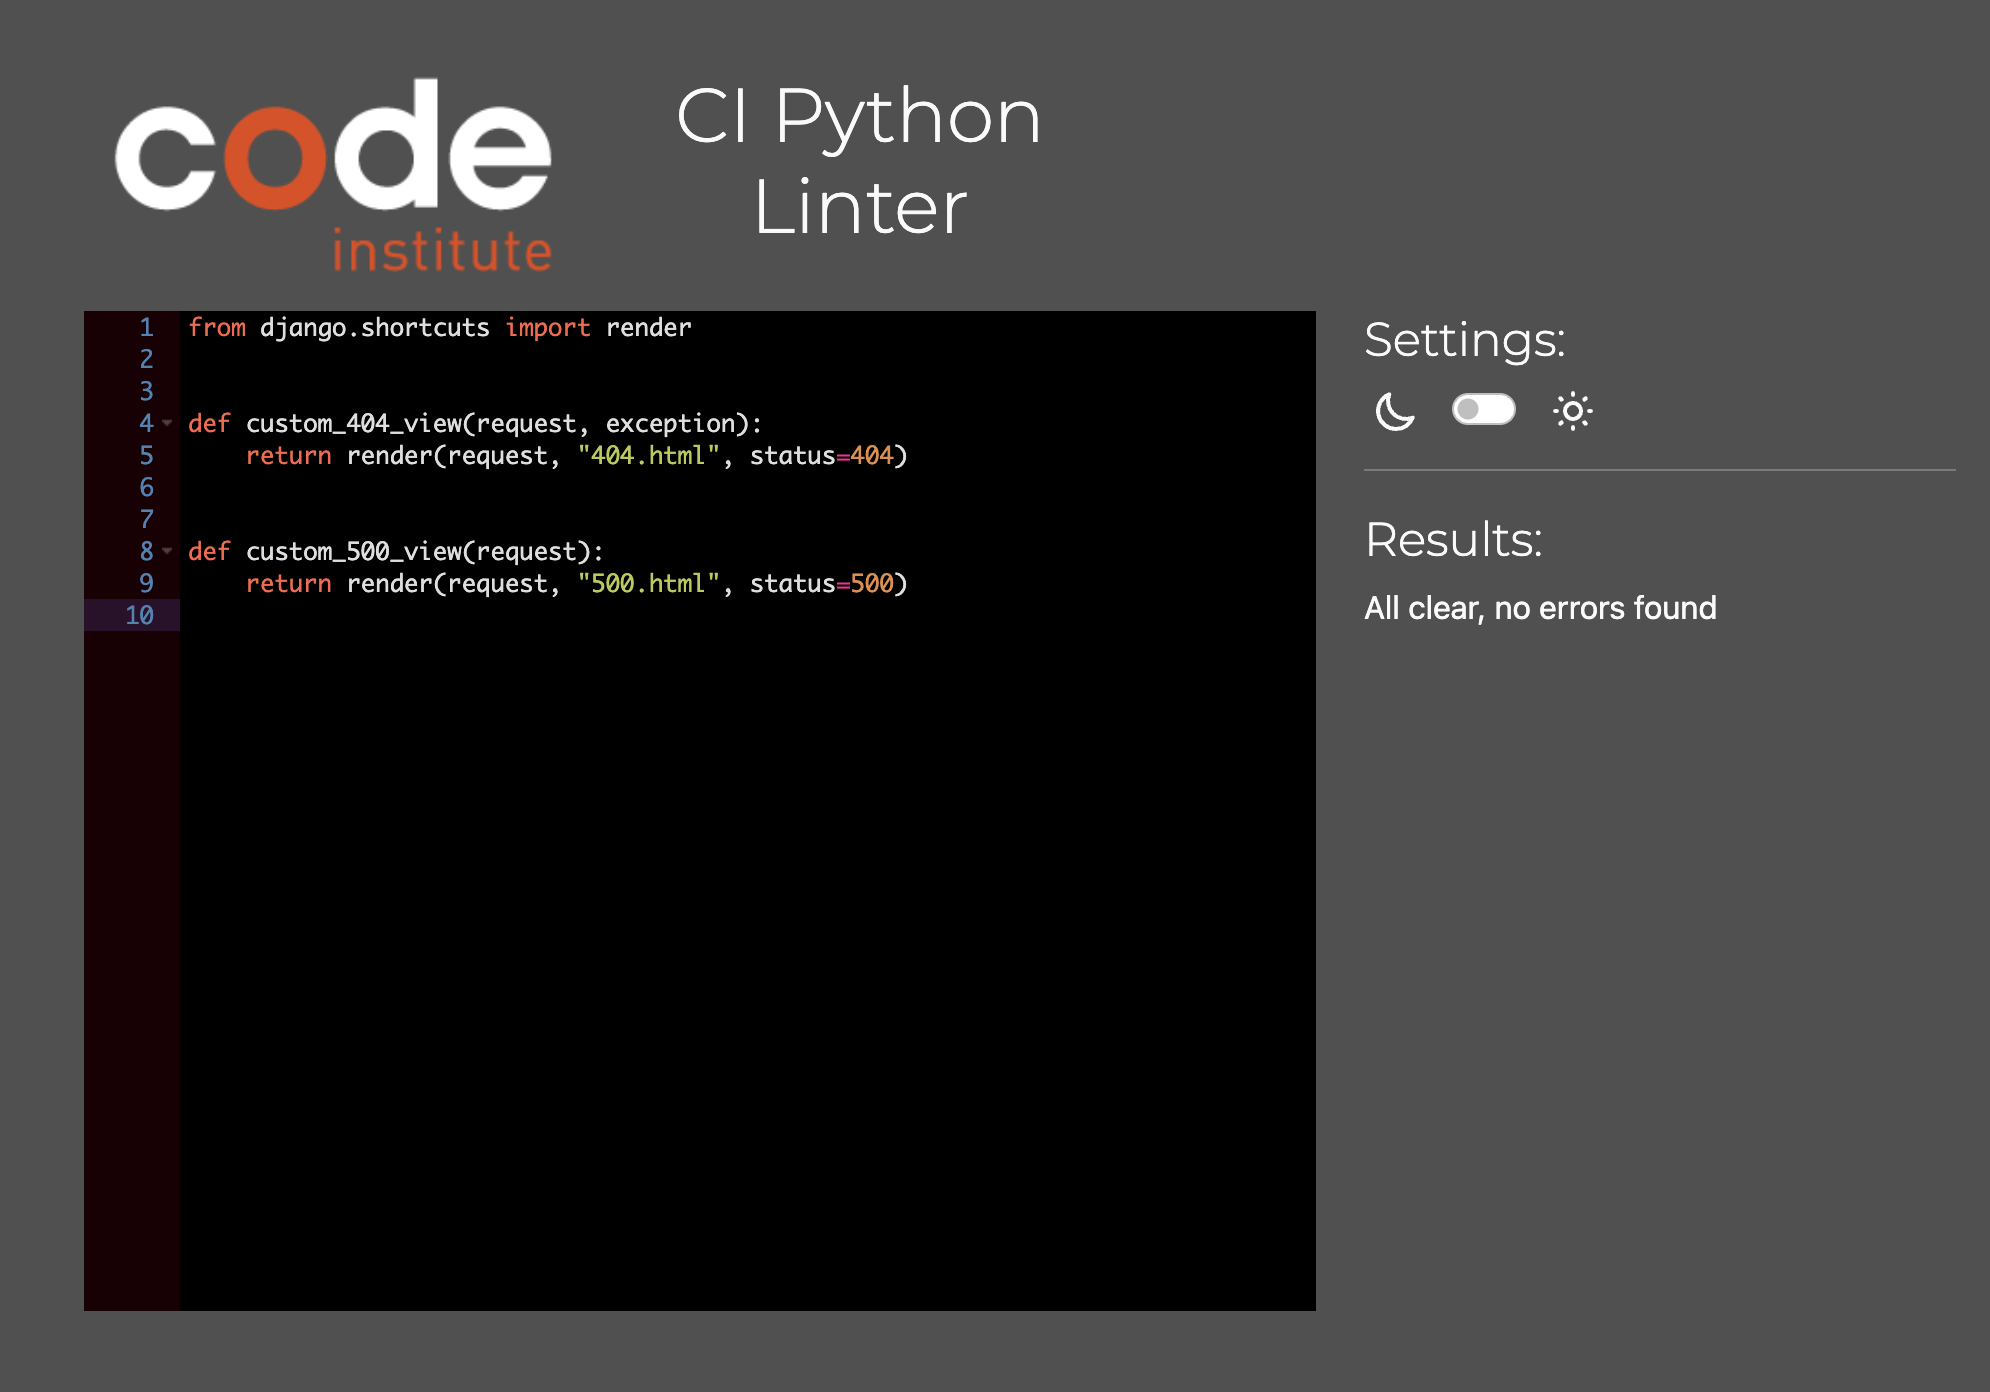 code
institute
CI Python
Linter
1 from django.shortcuts import render
2
3
4 def custom_404_view(request, exception):
5     return render(request, "404.html", status=404)
6
7
8 def custom_500_view(request):
9     return render(request, "500.html", status=500)
10
Settings:
Results:
All clear, no errors found